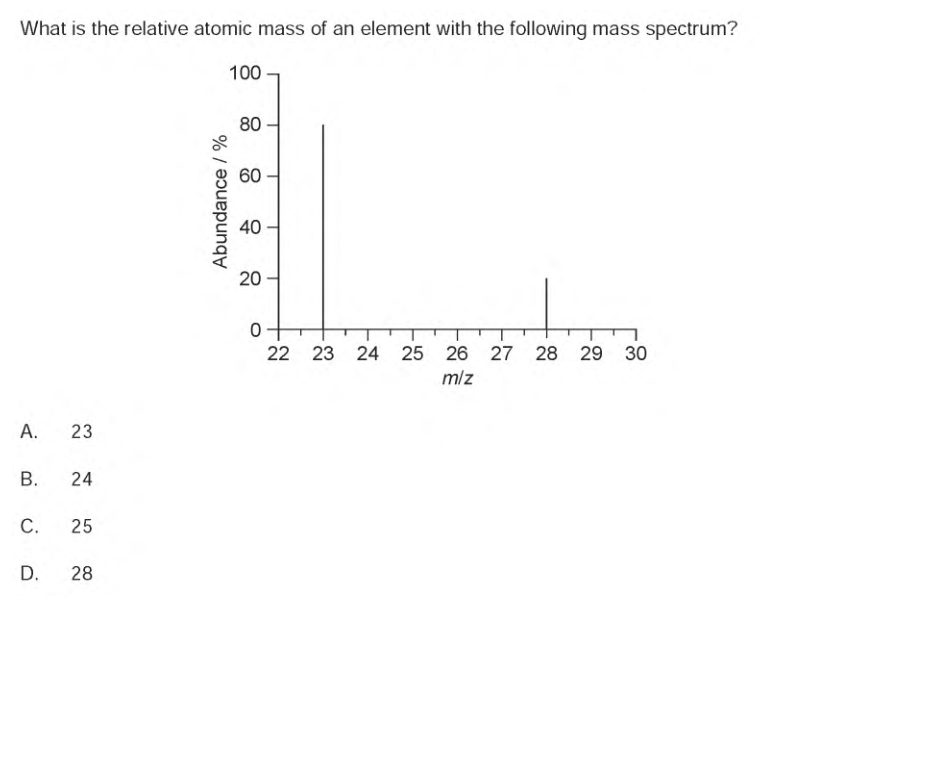 What is the relative atomic mass of an element with the following mass spectrum?
100
80
60
40
20
0
Abundance / %
22 23 24 25 26 27 28 29 30
m/z
A. 23
B. 24
C. 25
D. 28